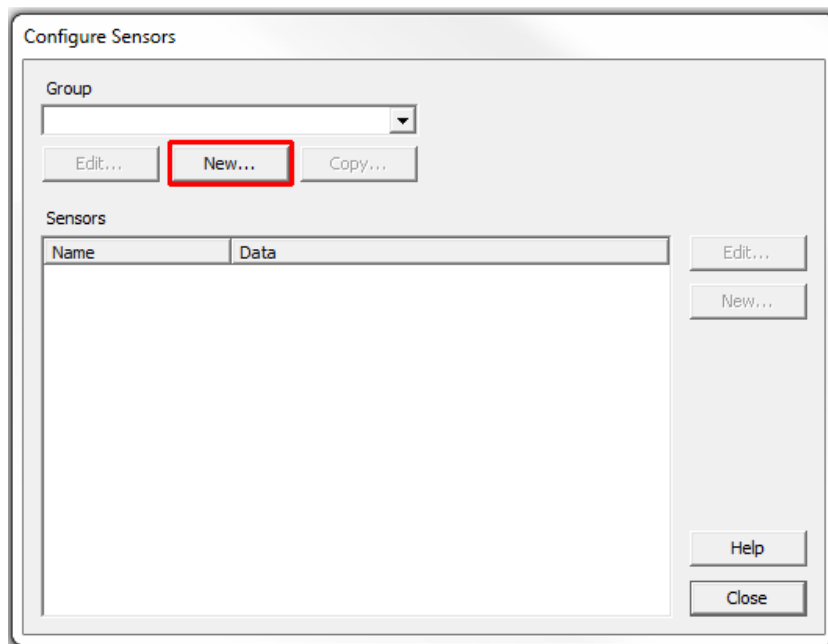 Configure Sensors
Group
Edit...
New...
Copy...
Sensors
Name Data
Edit...
New...
Help
Close